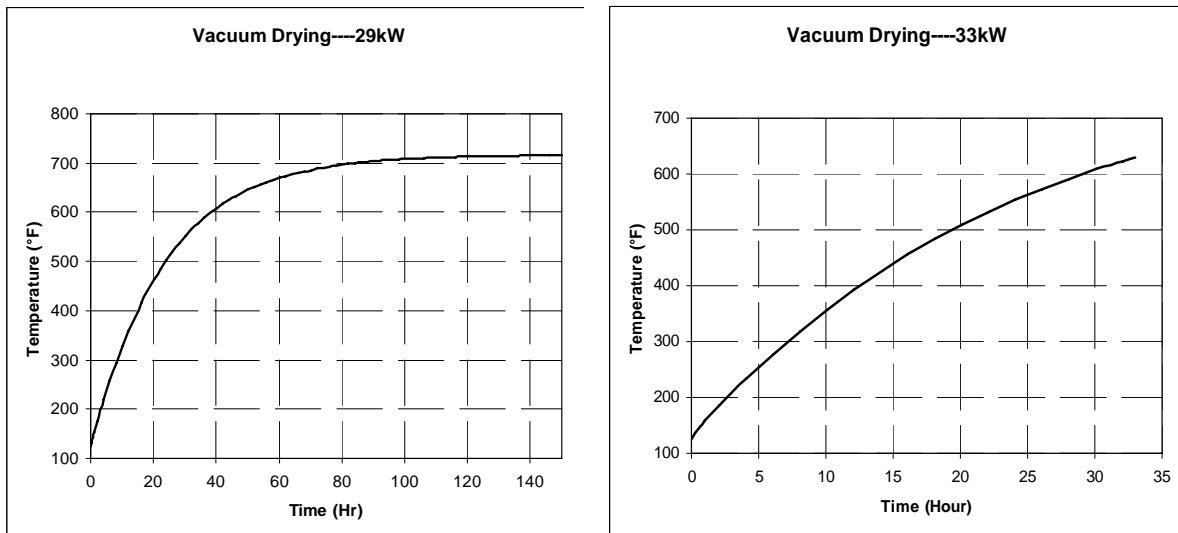 Vacuum Drying----29kW
800
700
600
500
400
300
200
100
Temperature (°F)
0 20 40 60 80 100 120 140
Time (Hr)
Vacuum Drying----33kW
700
600
500
400
300
200
100
Temperature (°F)
0 5 10 15 20 25 30 35
Time (Hour)